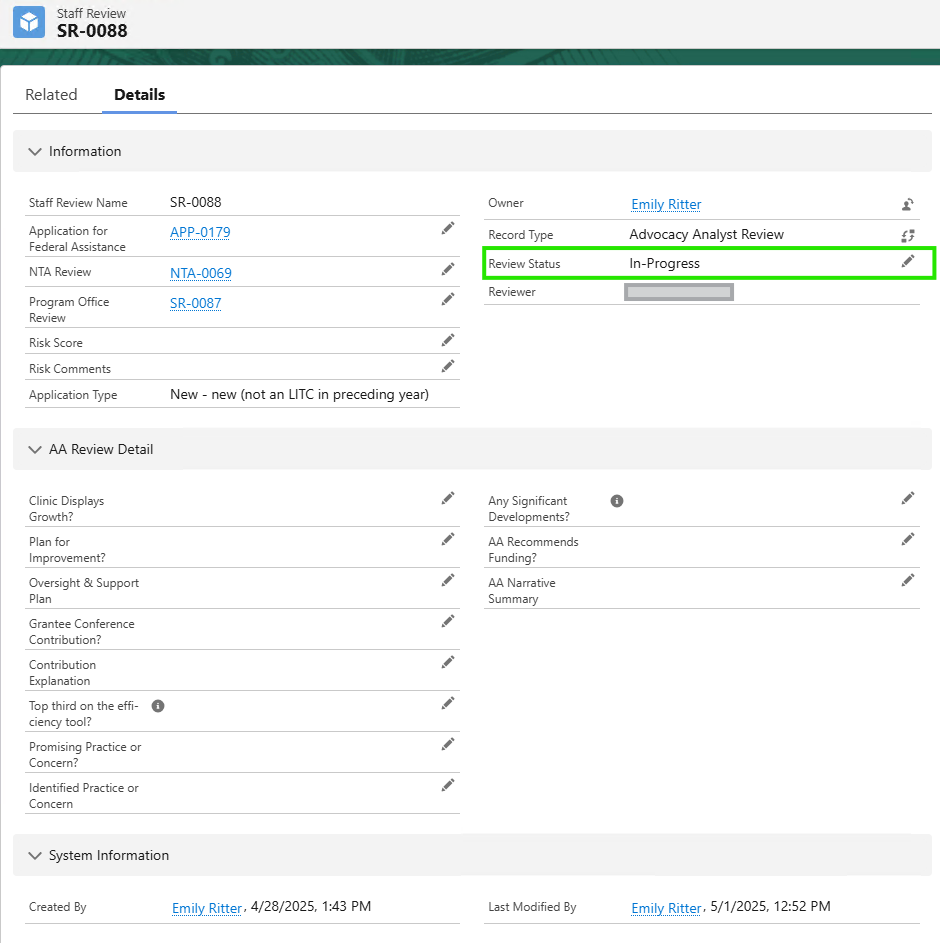 Staff Review
SR-0088
Related
Details
Information
Staff Review Name
SR-0088
Application for
Federal Assistance
APP-0179
NTA Review
NTA-0069
Program Office
Review
SR-0087
Risk Score
Risk Comments
Application Type
New - new (not an LITC in preceding year)
Owner
Emily Ritter
Record Type
Advocacy Analyst Review
Review Status
In-Progress
Reviewer
AA Review Detail
Clinic Displays
Growth?
Plan for
Improvement?
Oversight & Support
Plan
Grantee Conference
Contribution?
Contribution
Explanation
Top third on the effi-
ciency tool?
Promising Practice or
Concern?
Identified Practice or
Concern
Any Significant
Developments?
AA Recommends
Funding?
AA Narrative
Summary
System Information
Created By
Emily Ritter, 4/28/2025, 1:43 PM
Last Modified By
Emily Ritter, 5/1/2025, 12:52 PM